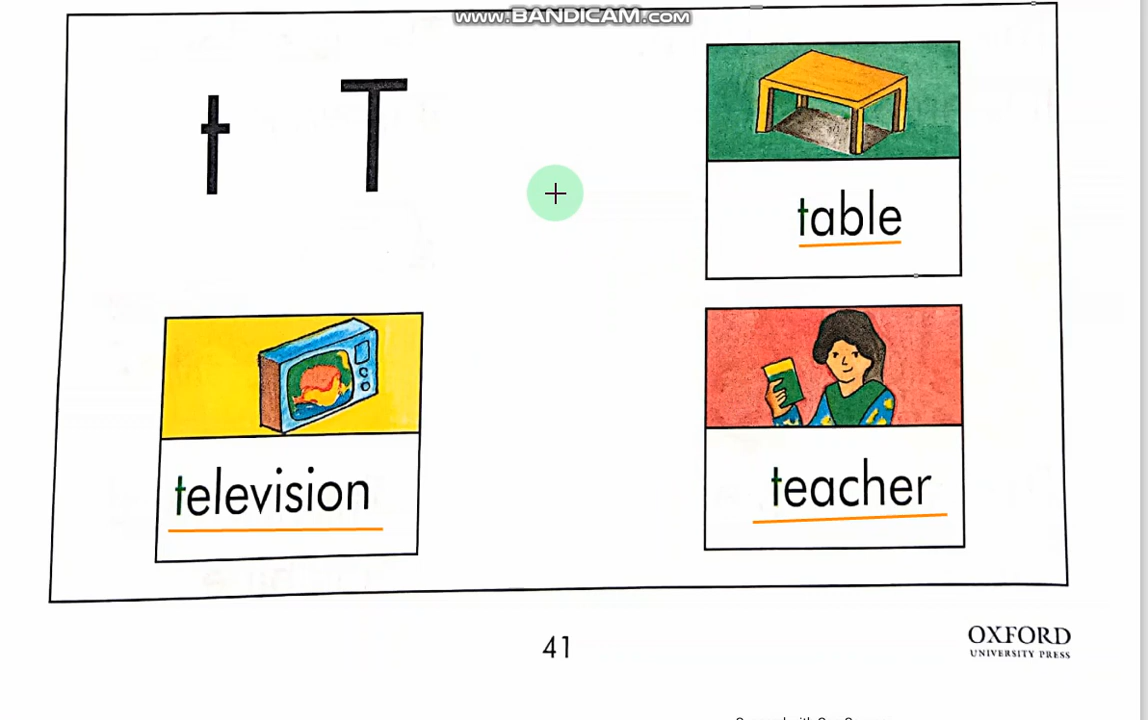 www.BANDICAM.com
t T
table
television
teacher
41
OXFORD
UNIVERSITY PRESS